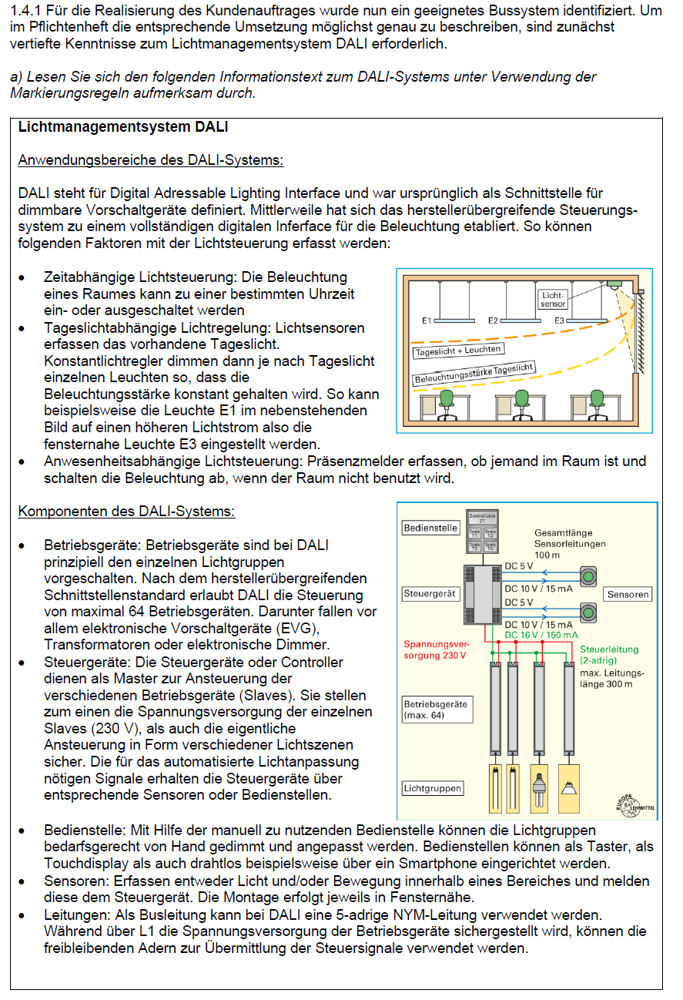 1.4.1 Für die Realisierung des Kundenauftrages wurde nun ein geeignetes Bussystem identifiziert. Um
im Pflichtenheft die entsprechende Umsetzung möglichst genau zu beschreiben, sind zunächst
vertiefte Kenntnisse zum Lichtmanagementsystem DALI erforderlich.
a) Lesen Sie sich den folgenden Informationstext zum DALI-Systems unter Verwendung der
Markierungsregeln aufmerksam durch.
Lichtmanagementsystem DALI
Anwendungsbereiche des DALI-Systems:
DALI steht für Digital Adressable Lighting Interface und war ursprünglich als Schnittstelle für
dimmbare Vorschaltgeräte definiert. Mittlerweile hat sich das herstellerübergreifende Steuerungs-
system zu einem vollständigen digitalen Inferface für die Beleuchtung etabliert. So können
folgenden Faktoren mit der Lichtsteuerung erfasst werden:
• Zeitabhängige Lichtsteuerung: Die Beleuchtung
eines Raumes kann zu einer bestimmten Uhrzeit
ein- oder ausgeschaltet werden
• Tageslichtabhängige Lichtregelung: Lichtsensoren
erfassen das vorhandene Tageslicht.
Konstantlichtregler dimmen dann je nach Tageslicht
einzelnen Leuchten so, dass die
Beleuchtungsstärke konstant gehalten wird. So kann
beispielsweise die Leuchte E1 im nebenstehenden
Bild auf einen höheren Lichtstrom also die
fensternahe Leuchte E3 eingestellt werden.
Licht-
sensor
E1
E2
E3
Tageslicht + Leuchten
Beleuchtungsstärke Tageslicht
• Anwesenheitsabhängige Lichtsteuerung: Präsenzmelder erfassen, ob jemand im Raum ist und
schalten die Beleuchtung ab, wenn der Raum nicht benutzt wird.
Komponenten des DALI-Systems:
• Betriebsgeräte: Betriebsgeräte sind bei DALI
prinzipiell den einzelnen Lichtgruppen
vorgeschalten. Nach dem herstellerübergreifenden
Schnittstellenstandard erlaubt DALI die Steuerung
von maximal 64 Betriebsgeräten. Darunter fallen vor
allem elektronische Vorschaltgeräte (EVG),
Transformatoren oder elektronische Dimmer.
• Steuergeräte: Die Steuergeräte oder Controller
dienen als Master zur Ansteuerung der
verschiedenen Betriebsgeräte (Slaves). Sie stellen
zum einen die Spannungsversorgung der einzelnen
Slaves (230 V), als auch die eigentliche
Ansteuerung in Form verschiedener Lichtszenen
sicher. Die für das automatisierte Lichtanpassung
nötigen Signale erhalten die Steuergeräte über
entsprechende Sensoren oder Bedienstellen.
Bedienstelle
Zentraltaste
ZT
Taste
T1
Taste
T2
Taste
T3
Taste
T4
Gesamtlänge
Sensorleitungen
100 m
Steuergerät
DC 5 V
DC 10 V / 15 mA
DC 5 V
DC 10 V / 15 mA
Sensoren
DC 16 V / 150 mA
Spannungsver-
sorgung 230 V
Steuerleitung
(2-adrig)
max. Leitungs-
länge 300 m
Betriebsgeräte
(max. 64)
Lichtgruppen
EUROPA
LEHRMITTEL
• Bedienstelle: Mit Hilfe der manuell zu nutzenden Bedienstelle können die Lichtgruppen
bedarfsgerecht von Hand gedimmt und angepasst werden. Bedienstellen können als Taster, als
Touchdisplay als auch drahtlos beispielsweise über ein Smartphone eingerichtet werden.
• Sensoren: Erfassen entweder Licht und/oder Bewegung innerhalb eines Bereiches und melden
diese dem Steuergerät. Die Montage erfolgt jeweils in Fensternähe.
• Leitungen: Als Busleitung kann bei DALI eine 5-adrige NYM-Leitung verwendet werden.
Während über L1 die Spannungsversorgung der Betriebsgeräte sichergestellt wird, können die
freibleibenden Adern zur Übermittlung der Steuersignale verwendet werden.